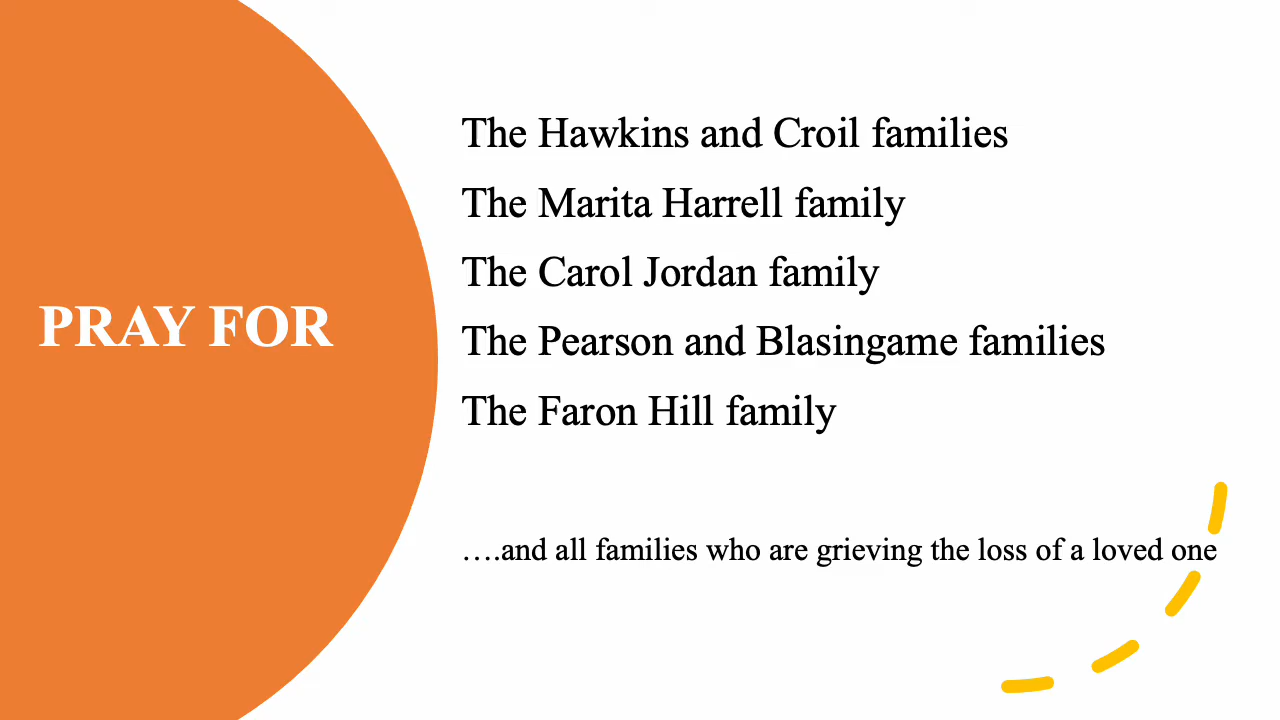 PRAY FOR
The Hawkins and Croil families
The Marita Harrell family
The Carol Jordan family
The Pearson and Blasingame families
The Faron Hill family
….and all families who are grieving the loss of a loved one